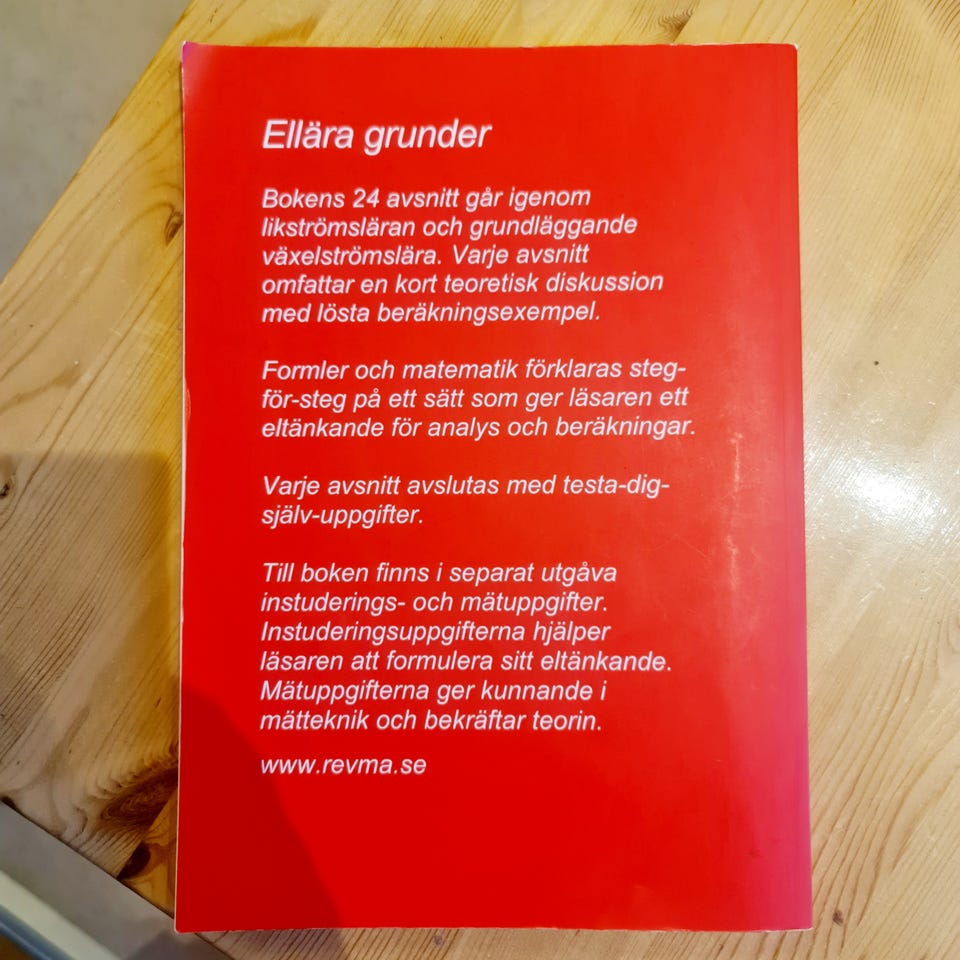 Ellära grunder
Bokens 24 avsnitt går igenom
likströmsläran och grundläggande
växelströmslära. Varje avsnitt
omfattar en kort teoretisk diskussion
med lösta beräkningsexempel.
Formler och matematik förklaras steg-
för-steg på ett sätt som ger läsaren ett
eltänkande för analys och beräkningar.
Varje avsnitt avslutas med testa-dig-
själv-uppgifter.
Till boken finns i separat utgåva
instuderings- och mätuppgifter.
Instuderingsuppgifterna hjälper
läsaren att formulera sitt eltänkande.
Mätuppgifterna ger kunnande i
mätteknik och bekräftar teorin.
www.revma.se